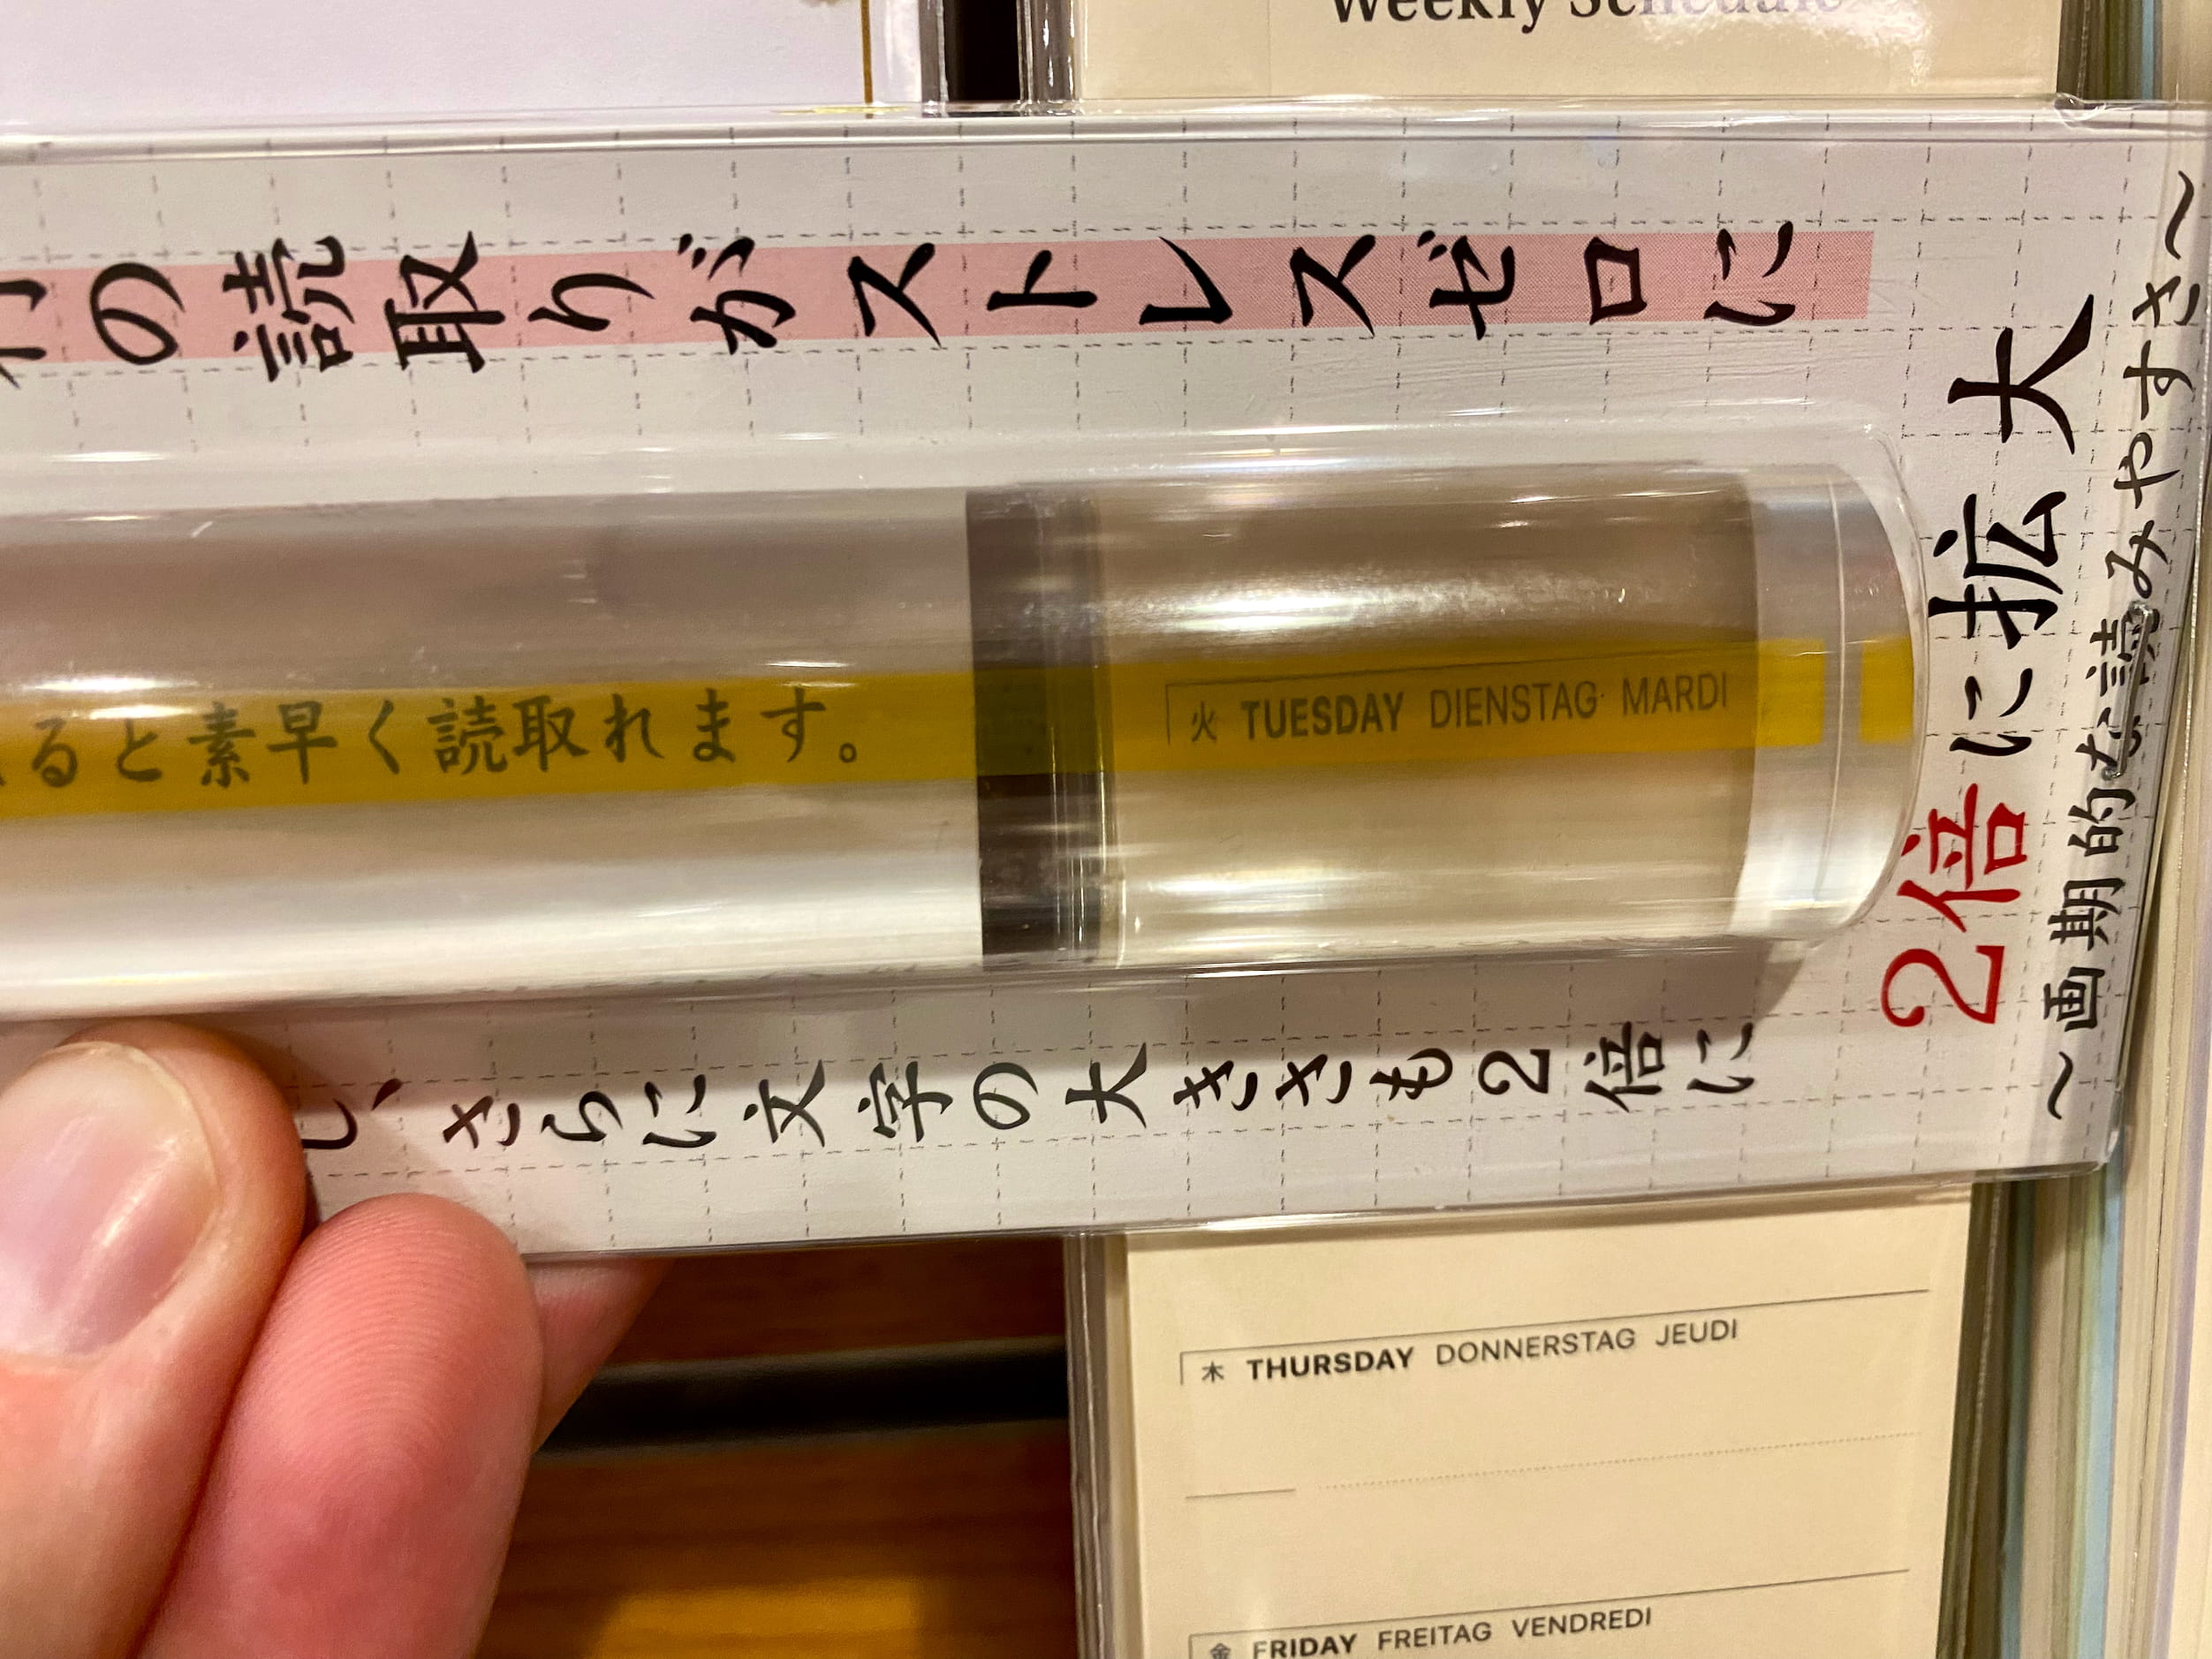 Weekly Schedule
の読取りがストレスゼロに
2倍に拡大
～画期的な読みやすさ～
ると素早く読取れます。
火 TUESDAY DIENSTAG MARDI
し、さらに文字の大きさも2倍に
木 THURSDAY DONNERSTAG JEUDI
金 FRIDAY FREITAG VENDREDI